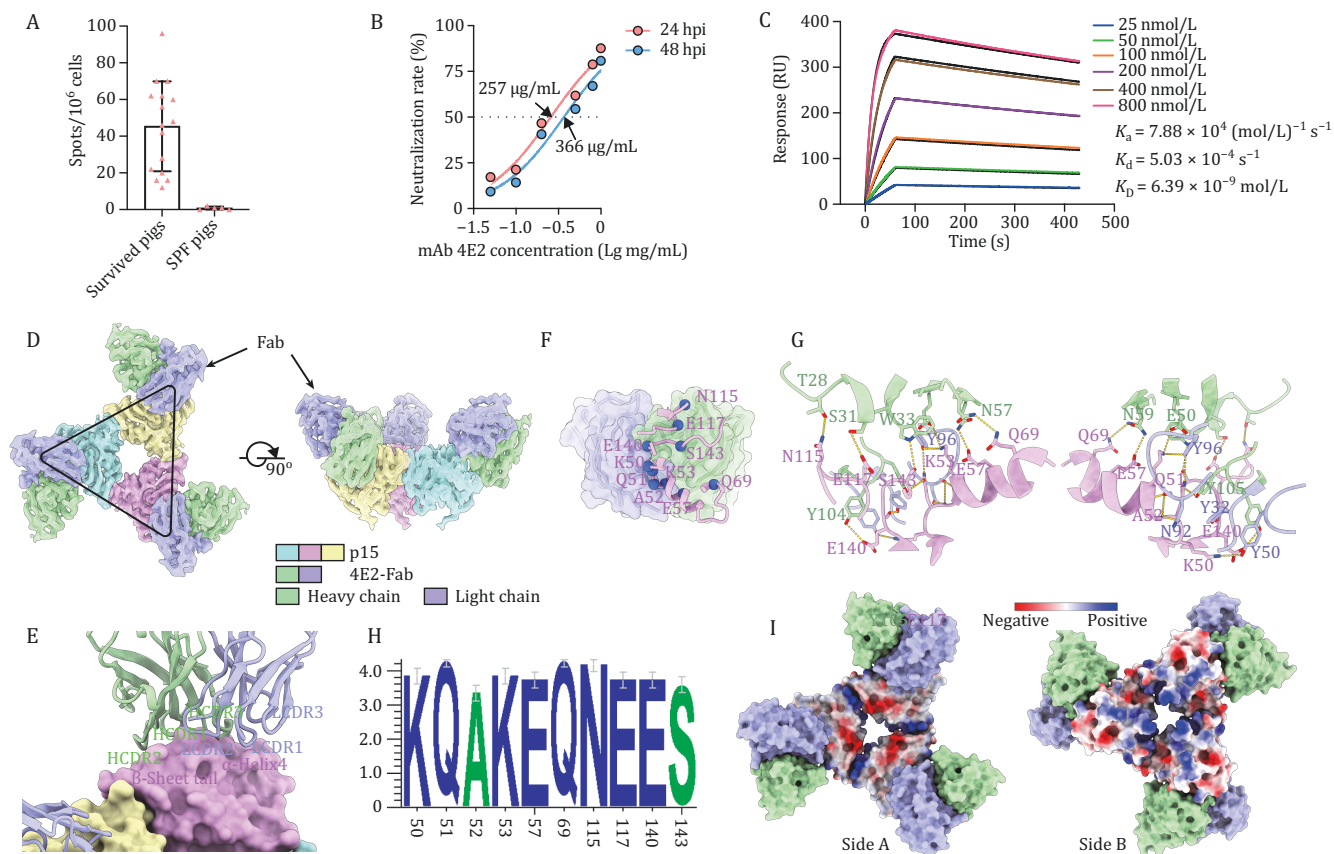 A
Spots/10⁶ cells
100
80
60
40
20
0
Survived pigs
SPF pigs
B
Neutralization rate (%)
100
75
50
25
0
24 hpi
48 hpi
257 μg/mL
366 μg/mL
−1.5
−1.0
−0.5
0
mAb 4E2 concentration (Lg mg/mL)
C
Response (RU)
400
300
200
100
0
0
100
200
300
400
500
Time (s)
25 nmol/L
50 nmol/L
100 nmol/L
200 nmol/L
400 nmol/L
800 nmol/L
Kₐ = 7.88 × 10⁴ (mol/L)⁻¹ s⁻¹
K_d = 5.03 × 10⁻⁴ s⁻¹
K_D = 6.39 × 10⁻⁹ mol/L
D
Fab
90°
p15
4E2-Fab
Heavy chain
Light chain
F
N115
E117
E140
S143
K50
K53
Q51
Q69
A52
E57
G
T28
S31
W33
N57
Y96
Q69
N115
K53
E57
E117
S143
Y104
E140
N59
E50
Q69
Y96
E57
Q51
Y105
A52
Y32
N92
E140
Y50
K50
E
LCDR3
HCDR1
LCDR1
HCDR2
α-Helix4
β-Sheet tail
H
4.0
3.0
2.0
1.0
0
KQAKEQNEES
50
51
52
53
57
69
115
117
140
143
I
Negative
Positive
Side A
Side B